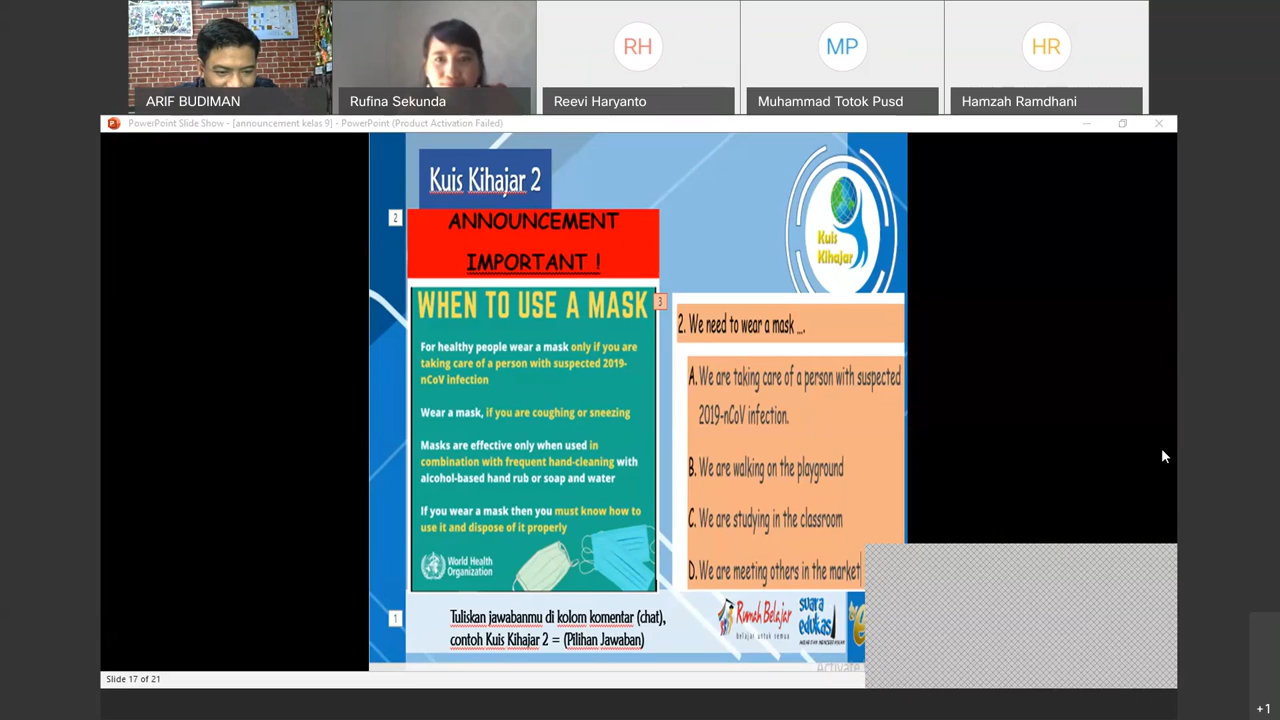 RH
MP
HR
ARIF BUDIMAN
Rufina Sekunda
Reevi Haryanto
Muhammad Totok Pusd
Hamzah Ramdhani
PowerPoint Slide Show - [announcement kelas 9] - PowerPoint (Product Activation Failed)
Kuis Kihajar 2
2
ANNOUNCEMENT
IMPORTANT !
Kuis
Kihajar
WHEN TO USE A MASK
For healthy people wear a mask only if you are
taking care of a person with suspected 2019-
nCoV infection
Wear a mask, if you are coughing or sneezing
Masks are effective only when used in
combination with frequent hand-cleaning with
alcohol-based hand rub or soap and water
If you wear a mask then you must know how to
use it and dispose of it properly
World Health
Organization
3
2. We need to wear a mask ....
A. We are taking care of a person with suspected
2019-nCoV infection.
B. We are walking on the playground
C. We are studying in the classroom
D. We are meeting others in the market
1
Tuliskan jawabanmu di kolom komentar (chat),
contoh Kuis Kihajar 2 = (Pilihan Jawaban)
Rumah Belajar
belajar untuk semua
suara
edukasi
Activate
Slide 17 of 21
+1